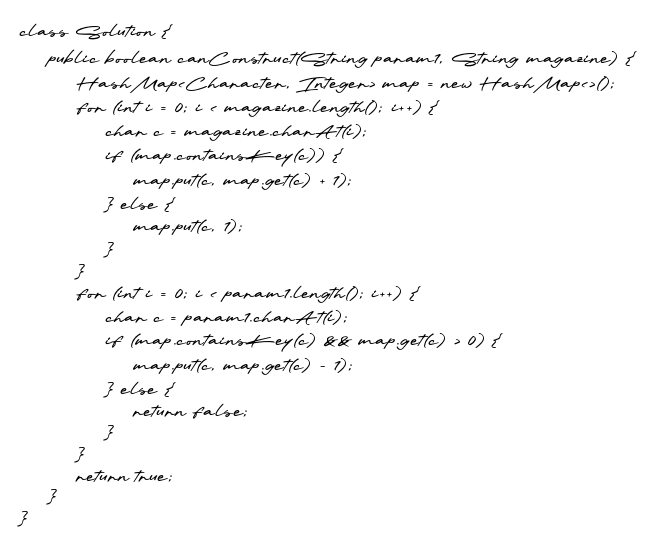 class Solution {
    public boolean canConstruct(String param1, String magazine) {
        HashMap<Character, Integer> map = new HashMap<>();
        for (int i = 0; i < magazine.length(); i++) {
            char c = magazine.charAt(i);
            if (map.containsKey(c)) {
                map.put(c, map.get(c) + 1);
            } else {
                map.put(c, 1);
            }
        }
        for (int i = 0; i < param1.length(); i++) {
            char c = param1.charAt(i);
            if (map.containsKey(c) && map.get(c) > 0) {
                map.put(c, map.get(c) - 1);
            } else {
                return false;
            }
        }
        return true;
    }
}